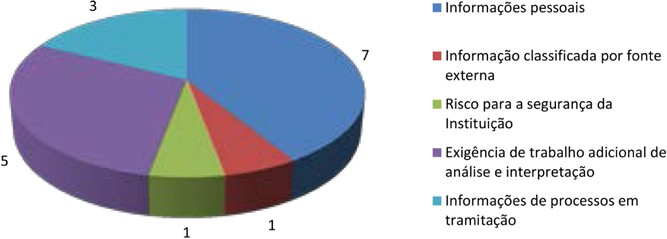 3
7
5
1
1
Informações pessoais
Informação classificada por fonte
externa
Risco para a segurança da
Instituição
Exigência de trabalho adicional de
análise e interpretação
Informações de processos em
tramitação